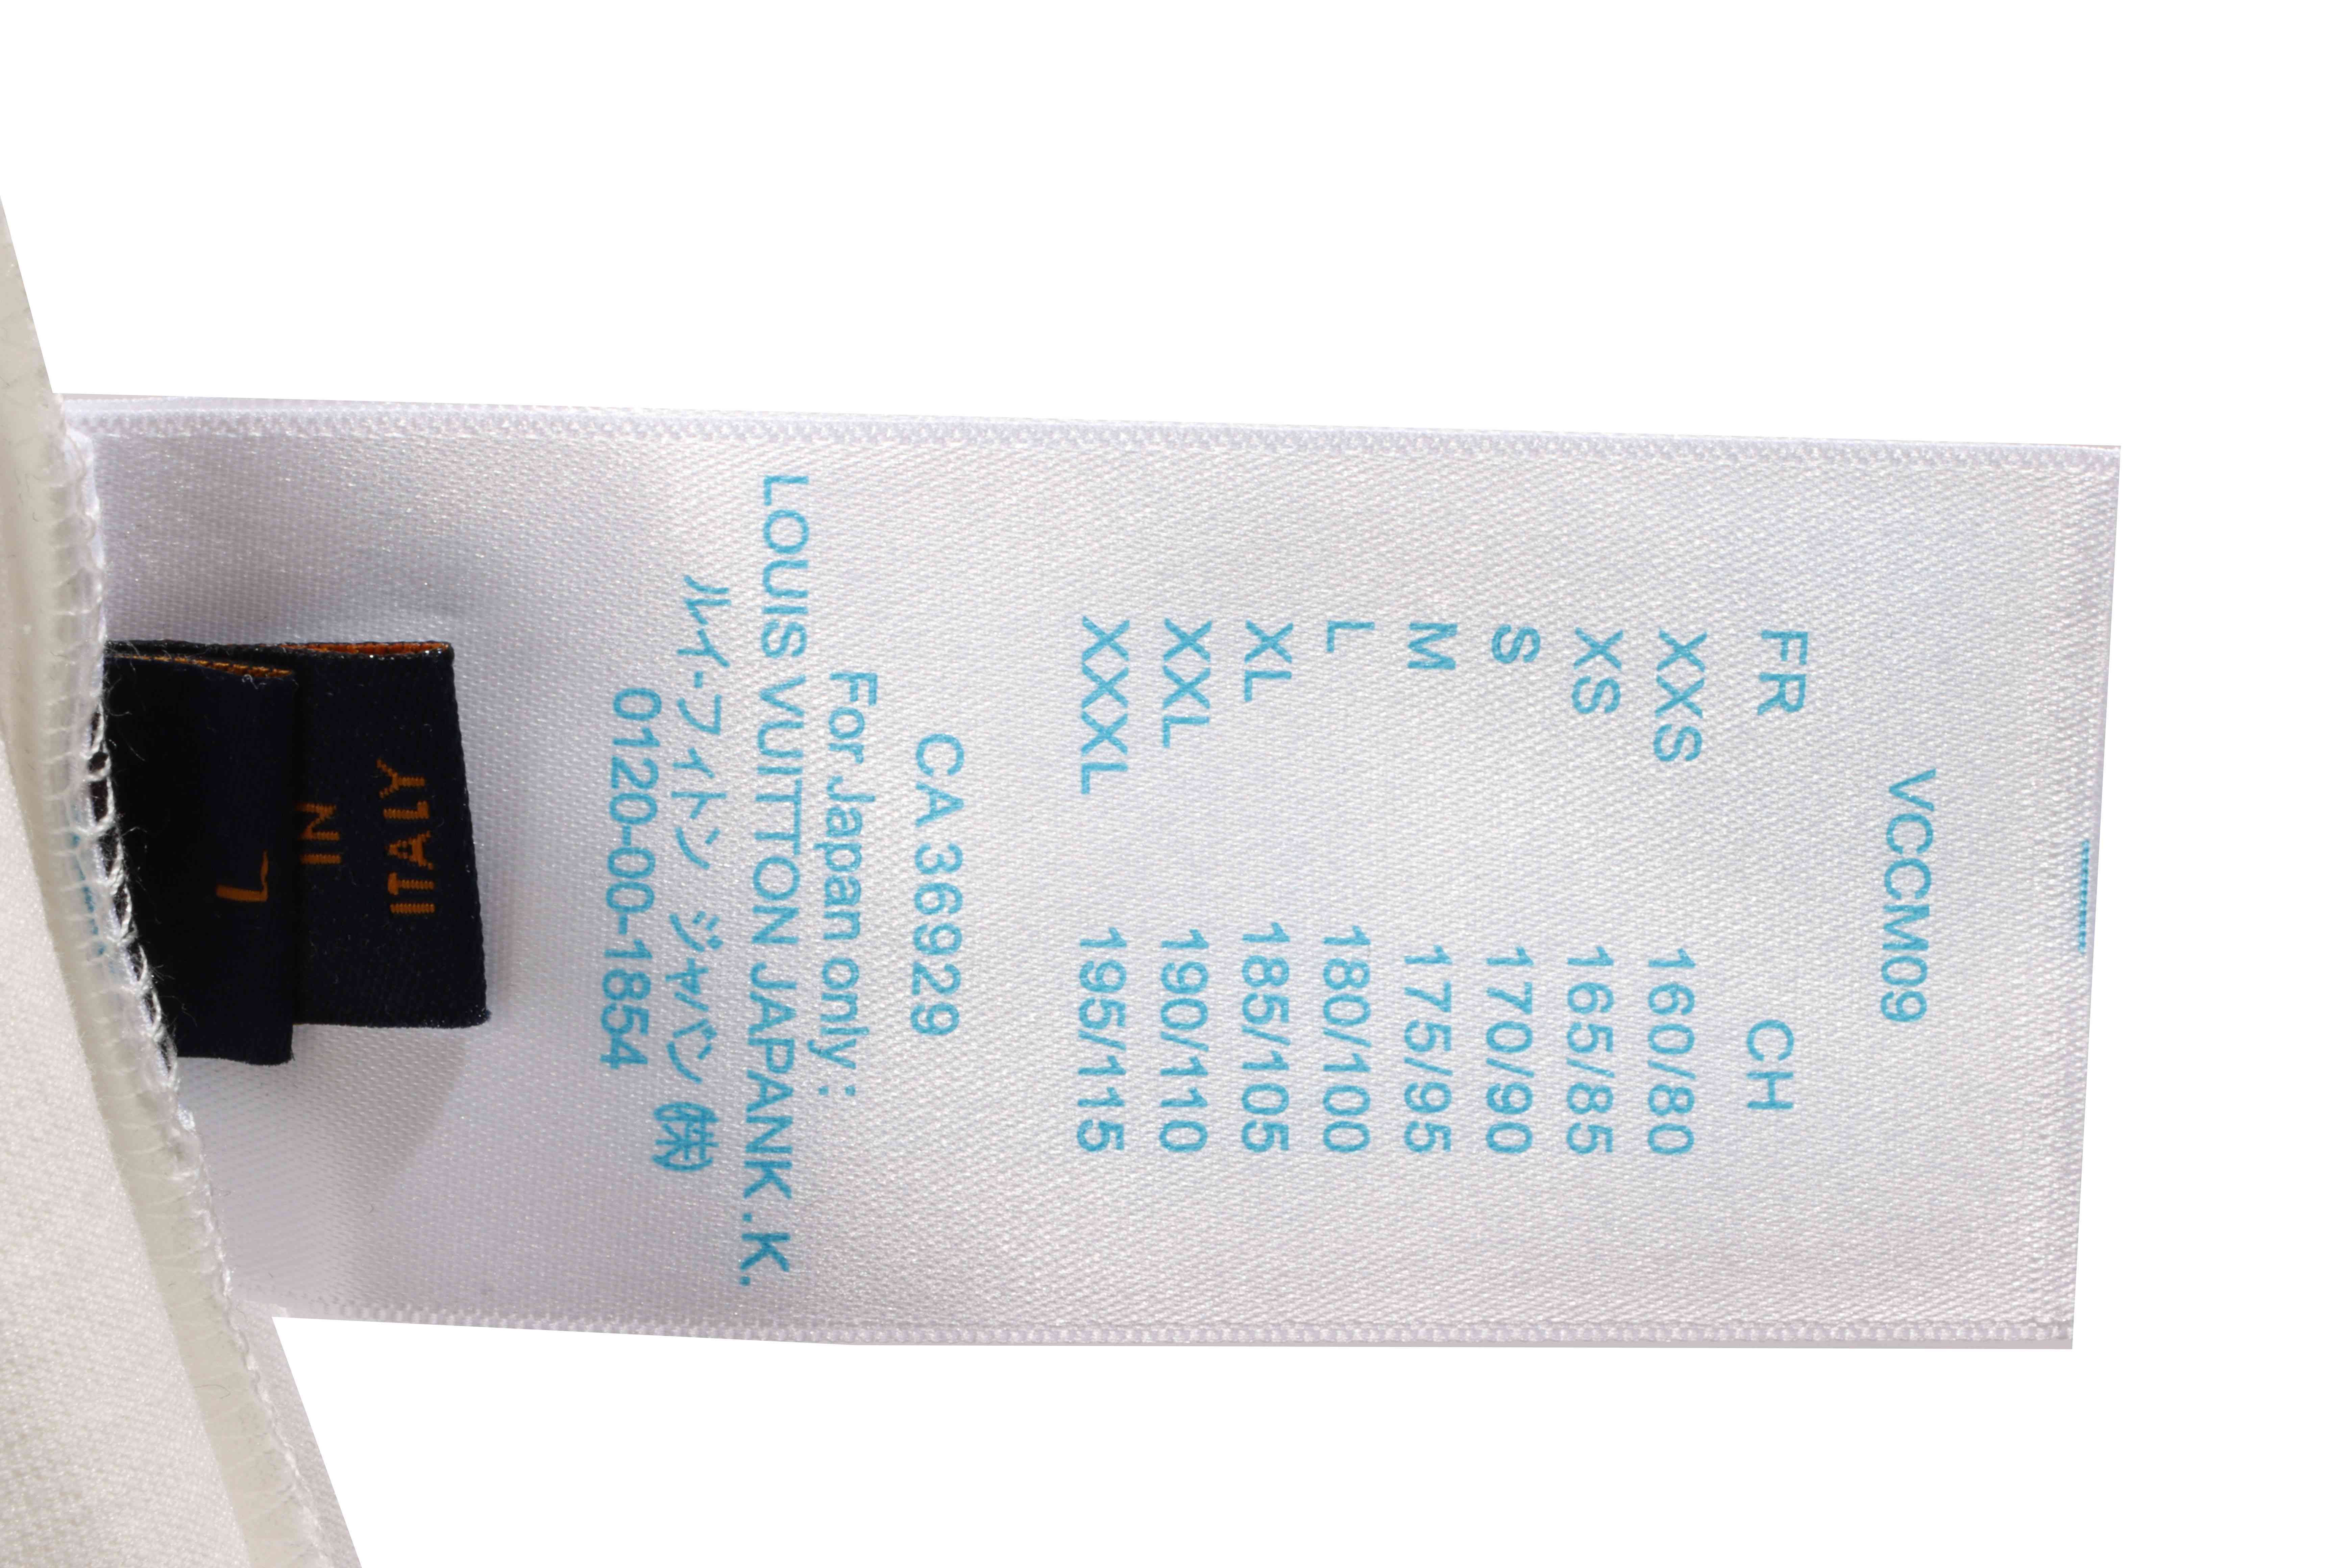 VCCM09
FR CH
XXS 160/80
XS 165/85
S 170/90
M 175/95
L 180/100
XL 185/105
XXL 190/110
XXXL 195/115
CA 36929
For Japan only :
LOUIS VUITTON JAPAN K .K.
ルイ・フィトン ジャパン ㈱
0120-00-1854
L
IN
ITALY